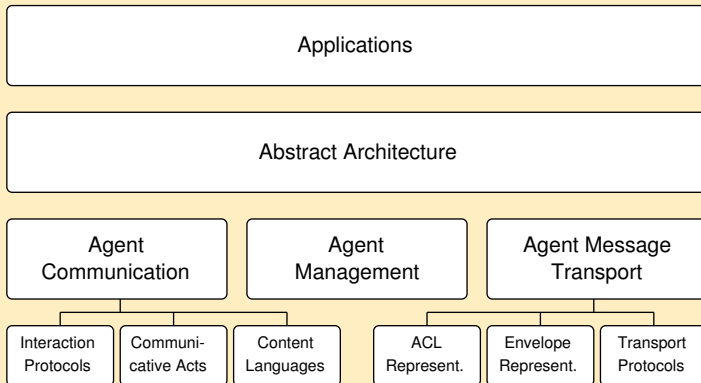 Applications
Abstract Architecture
Agent
Communication
Agent
Management
Agent Message
Transport
Interaction
Protocols
Communi-
cative Acts
Content
Languages
ACL
Represent.
Envelope
Represent.
Transport
Protocols